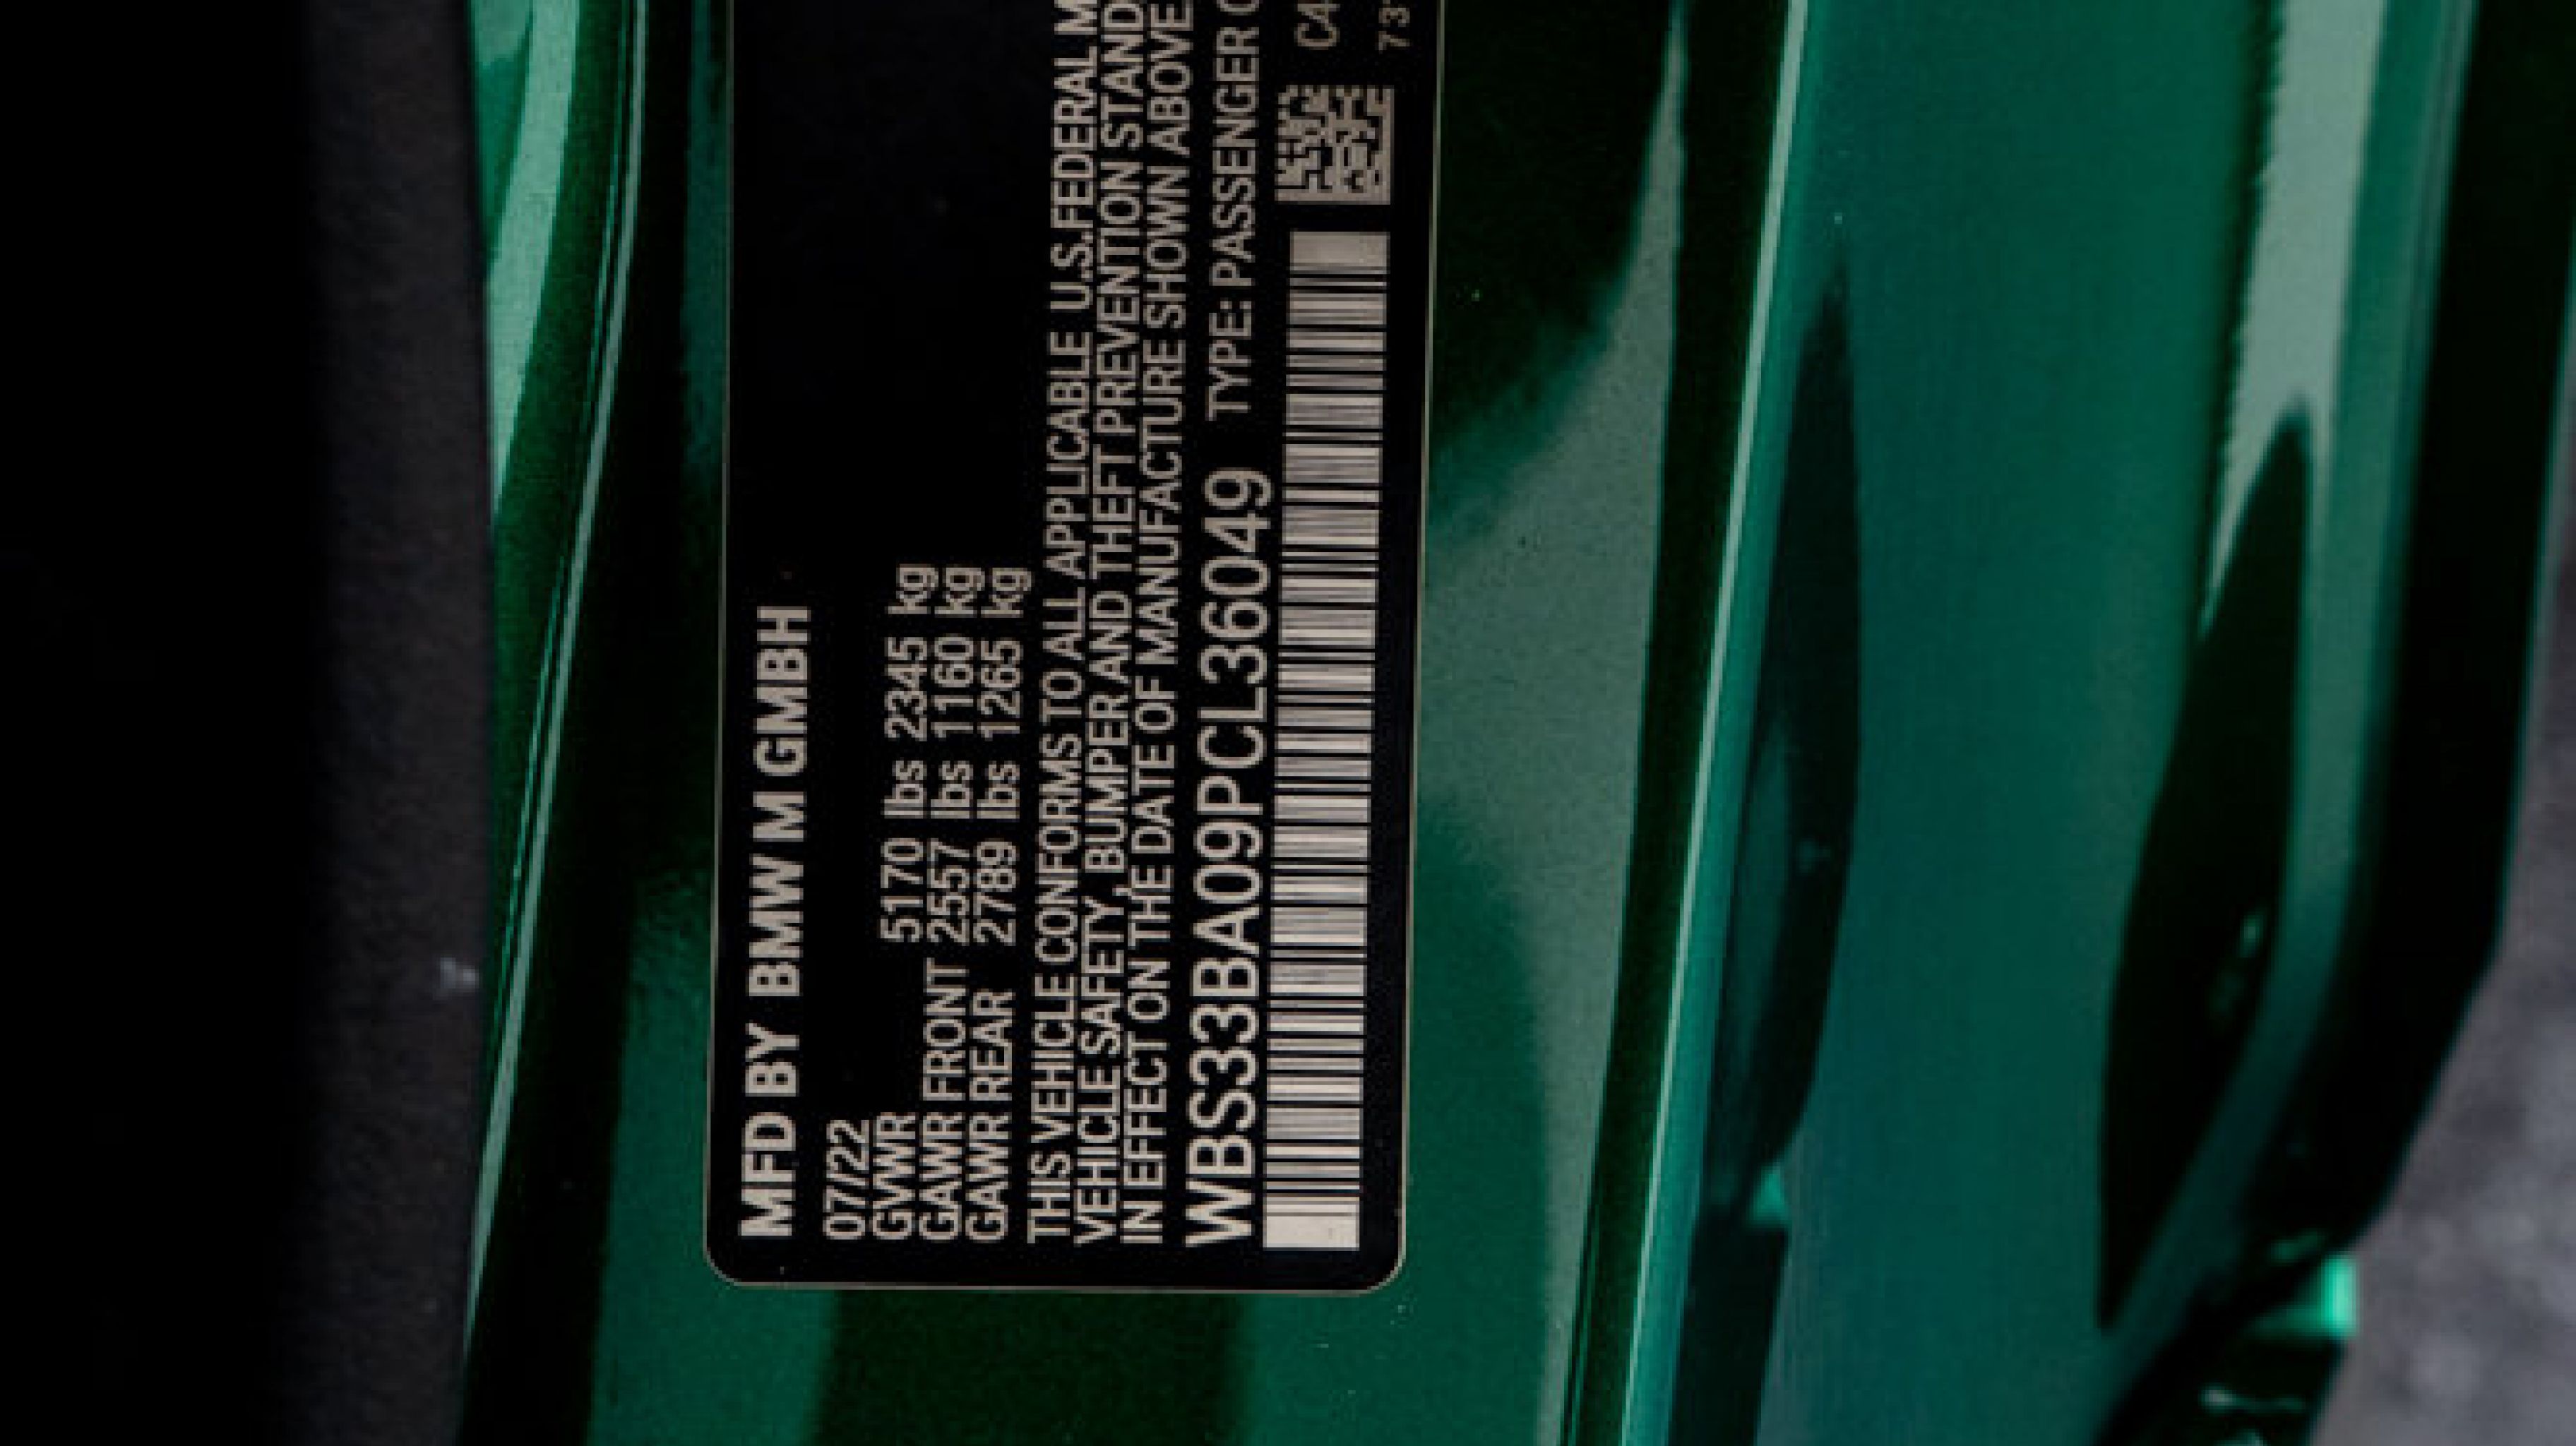 MFD BY BMW M GMBH
07/22
GVWR 5170 lbs 2345 kg
GAWR FRONT 2557 lbs 1160 kg
GAWR REAR 2789 lbs 1265 kg
THIS VEHICLE CONFORMS TO ALL APPLICABLE U.S.FEDERAL M
VEHICLE SAFETY, BUMPER AND THEFT PREVENTION STAND
IN EFFECT ON THE DATE OF MANUFACTURE SHOWN ABOVE
WBS33BA09PCL36049 TYPE: PASSENGER
C4
73